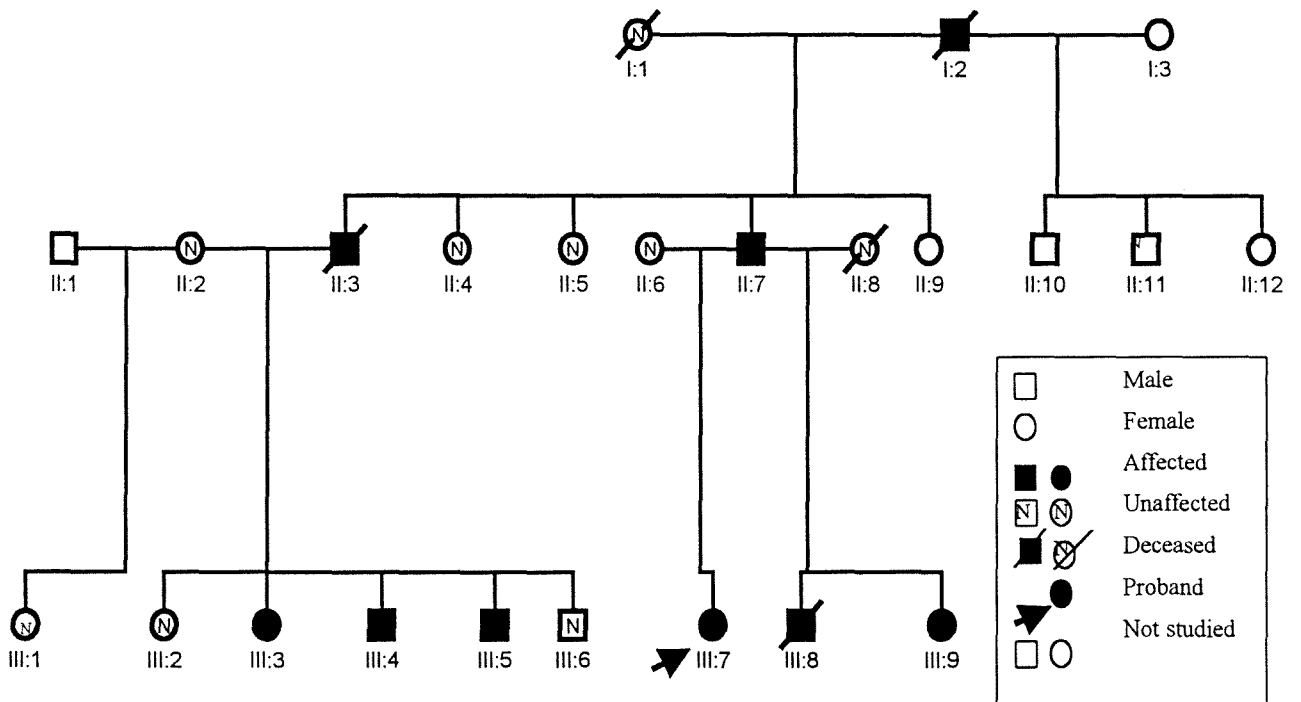 N N
I:1 I:2 I:3
N N N N N
II:1 II:2 II:3 II:4 II:5 II:6 II:7 II:8 II:9 II:10 II:11 II:12
Male
Female
Affected
N N Unaffected
N Deceased
Proband
Not studied
N N N
III:1 III:2 III:3 III:4 III:5 III:6 III:7 III:8 III:9